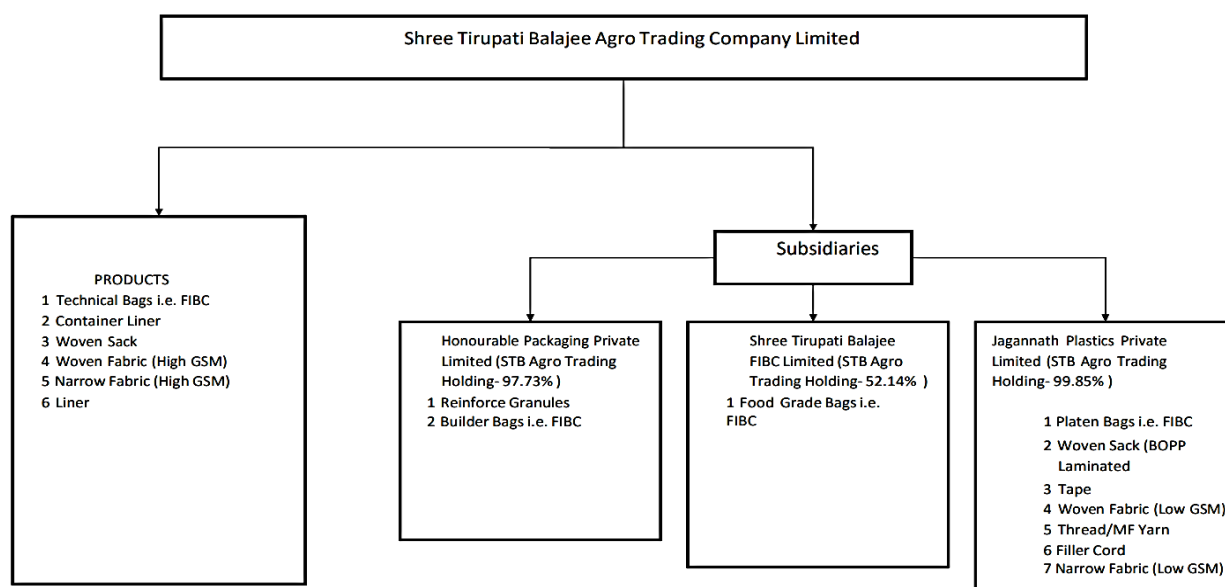 Shree Tirupati Balajee Agro Trading Company Limited
PRODUCTS
1 Technical Bags i.e. FIBC
2 Container Liner
3 Woven Sack
4 Woven Fabric (High GSM)
5 Narrow Fabric (High GSM)
6 Liner
Subsidiaries
Honourable Packaging Private
Limited (STB Agro Trading
Holding- 97.73% )
1 Reinforce Granules
2 Builder Bags i.e. FIBC
Shree Tirupati Balajee
FIBC Limited (STB Agro
Trading Holding- 52.14% )
1 Food Grade Bags i.e.
FIBC
Jagannath Plastics Private
Limited (STB Agro Trading
Holding- 99.85% )
1 Platen Bags i.e. FIBC
2 Woven Sack (BOPP
Laminated
3 Tape
4 Woven Fabric (Low GSM)
5 Thread/MF Yarn
6 Filler Cord
7 Narrow Fabric (Low GSM)